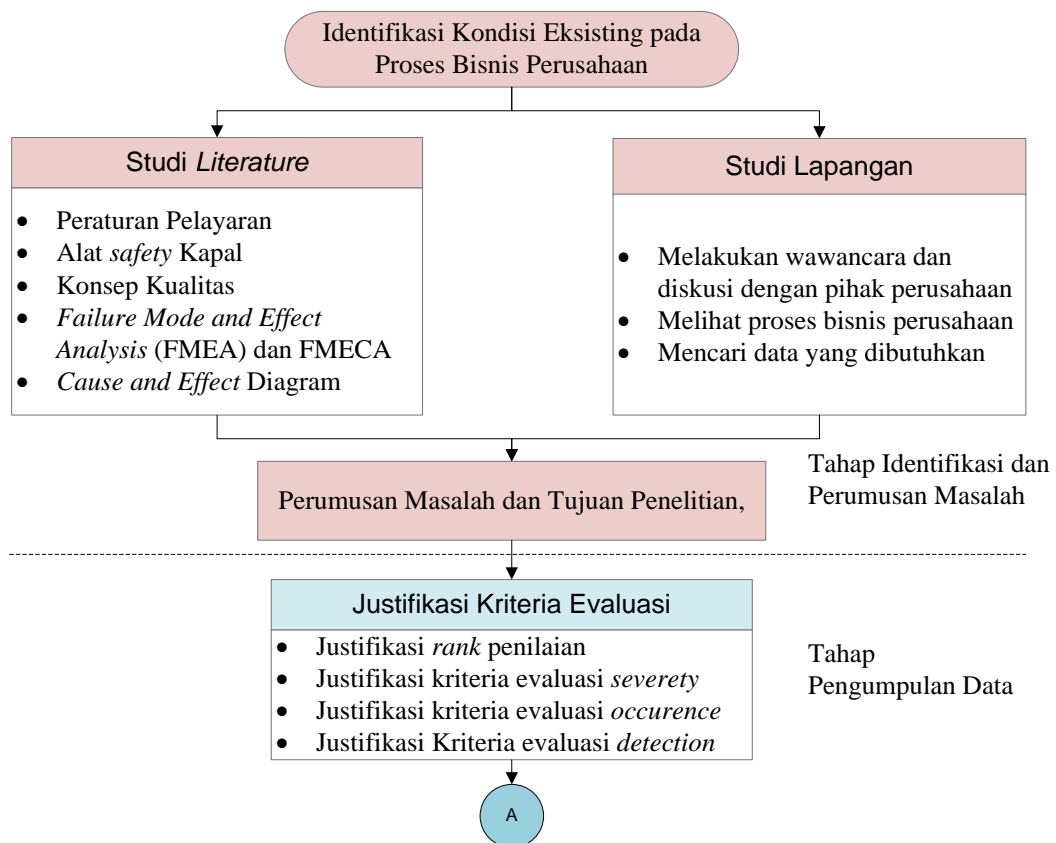 Identifikasi Kondisi Eksisting pada
Proses Bisnis Perusahaan
Studi Literature
• Peraturan Pelayaran
• Alat safety Kapal
• Konsep Kualitas
• Failure Mode and Effect
Analysis (FMEA) dan FMECA
• Cause and Effect Diagram
Studi Lapangan
• Melakukan wawancara dan
diskusi dengan pihak perusahaan
• Melihat proses bisnis perusahaan
• Mencari data yang dibutuhkan
Perumusan Masalah dan Tujuan Penelitian,
Tahap Identifikasi dan
Perumusan Masalah
Justifikasi Kriteria Evaluasi
• Justifikasi rank penilaian
• Justifikasi kriteria evaluasi severety
• Justifikasi kriteria evaluasi occurence
• Justifikasi Kriteria evaluasi detection
Tahap
Pengumpulan Data
A